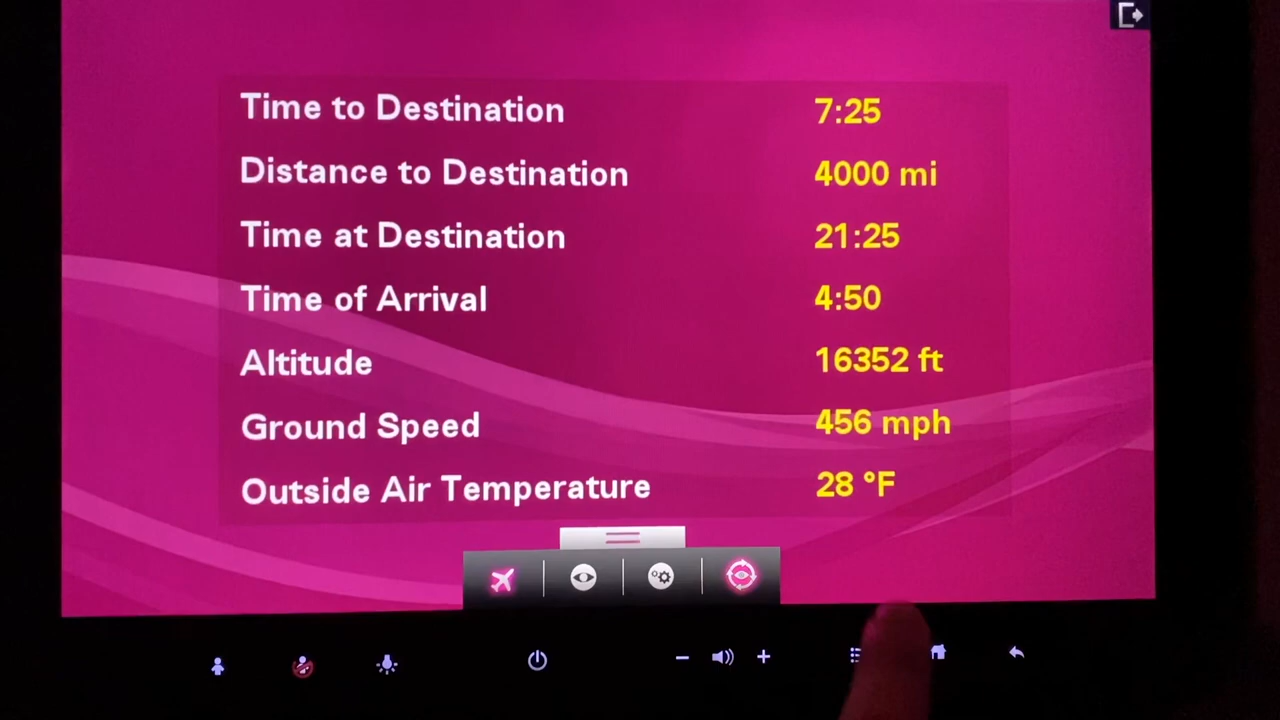 Time to Destination 7:25
Distance to Destination 4000 mi
Time at Destination 21:25
Time of Arrival 4:50
Altitude 16352 ft
Ground Speed 456 mph
Outside Air Temperature 28 °F